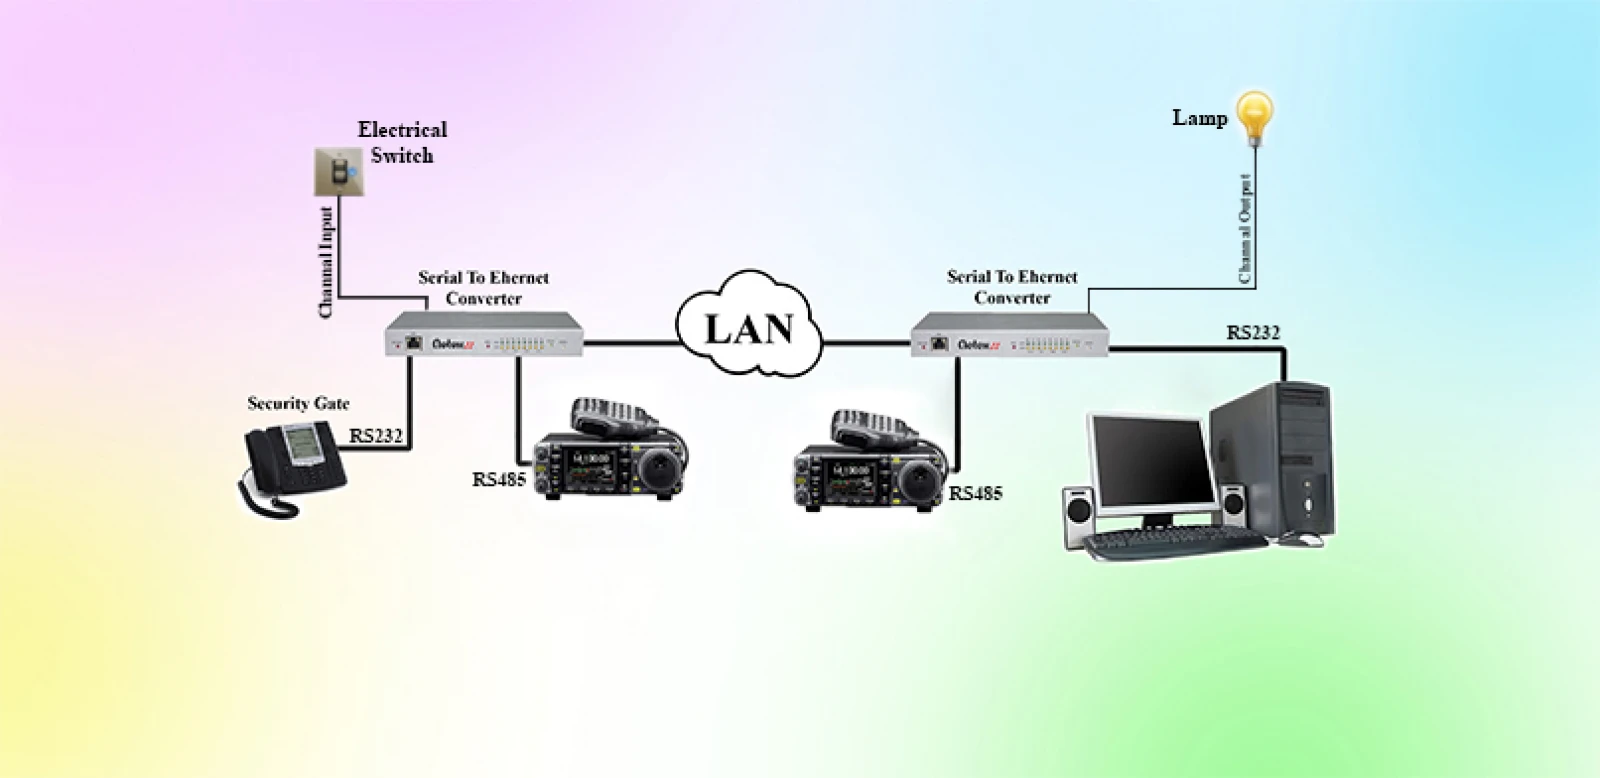 Electrical
Switch
Lamp
Channal Input
Channal Output
Serial To Ehernet
Converter
Serial To Ehernet
Converter
LAN
RS232
Security Gate
RS232
RS485
RS485